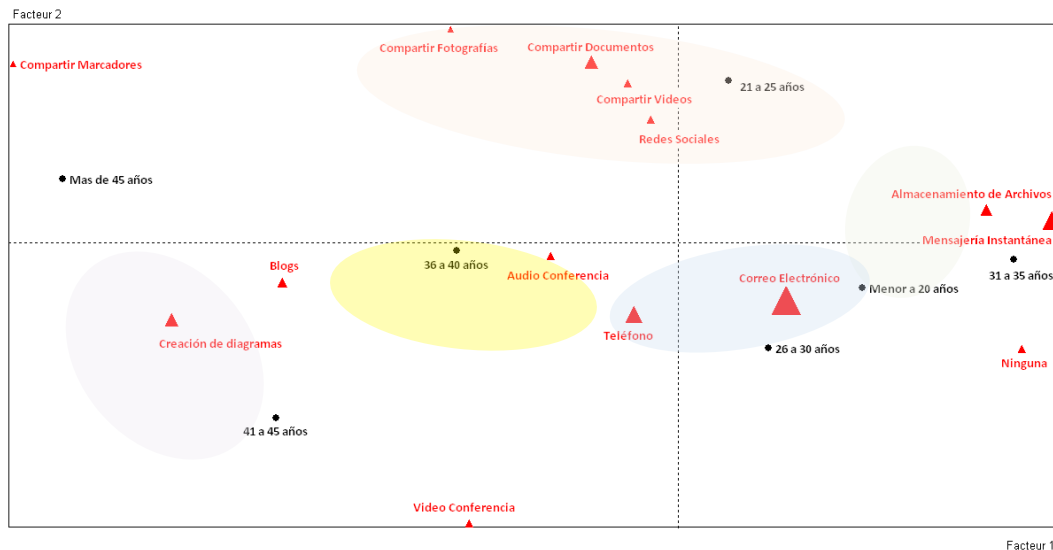 Facteur 2
Compartir Fotografías
Compartir Documentos
Compartir Marcadores
21 a 25 años
Compartir Videos
Redes Sociales
Mas de 45 años
Almacenamiento de Archivos
Mensajería Instantánea
36 a 40 años
Blogs
Audio Conferencia
Correo Electrónico
31 a 35 años
Menor a 20 años
Teléfono
Creación de diagramas
26 a 30 años
Ninguna
41 a 45 años
Video Conferencia
Facteur 1